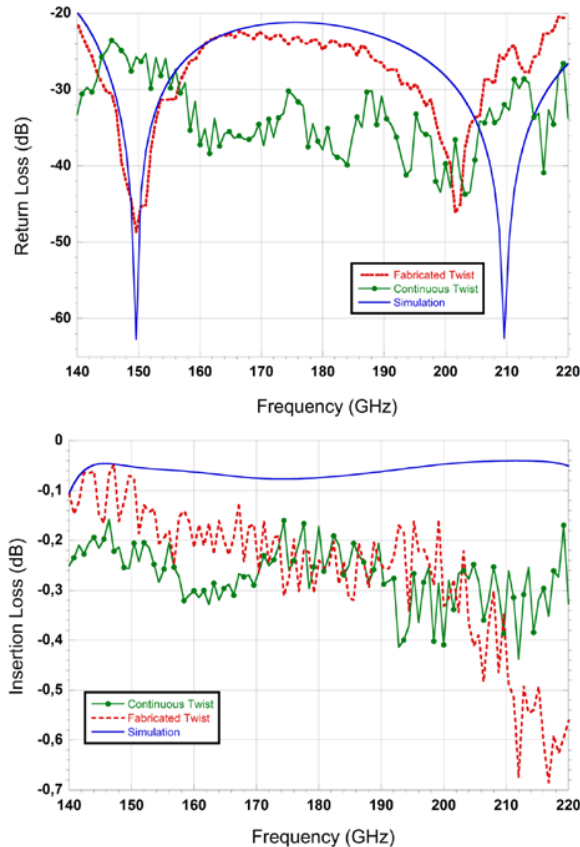 -20
-30
-40
-50
-60
Return Loss (dB)
Fabricated Twist
Continuous Twist
Simulation
140 150 160 170 180 190 200 210 220
Frequency (GHz)
0
-0,1
-0,2
-0,3
-0,4
-0,5
-0,6
-0,7
Insertion Loss (dB)
Continuous Twist
Fabricated Twist
Simulation
140 150 160 170 180 190 200 210 220
Frequency (GHz)